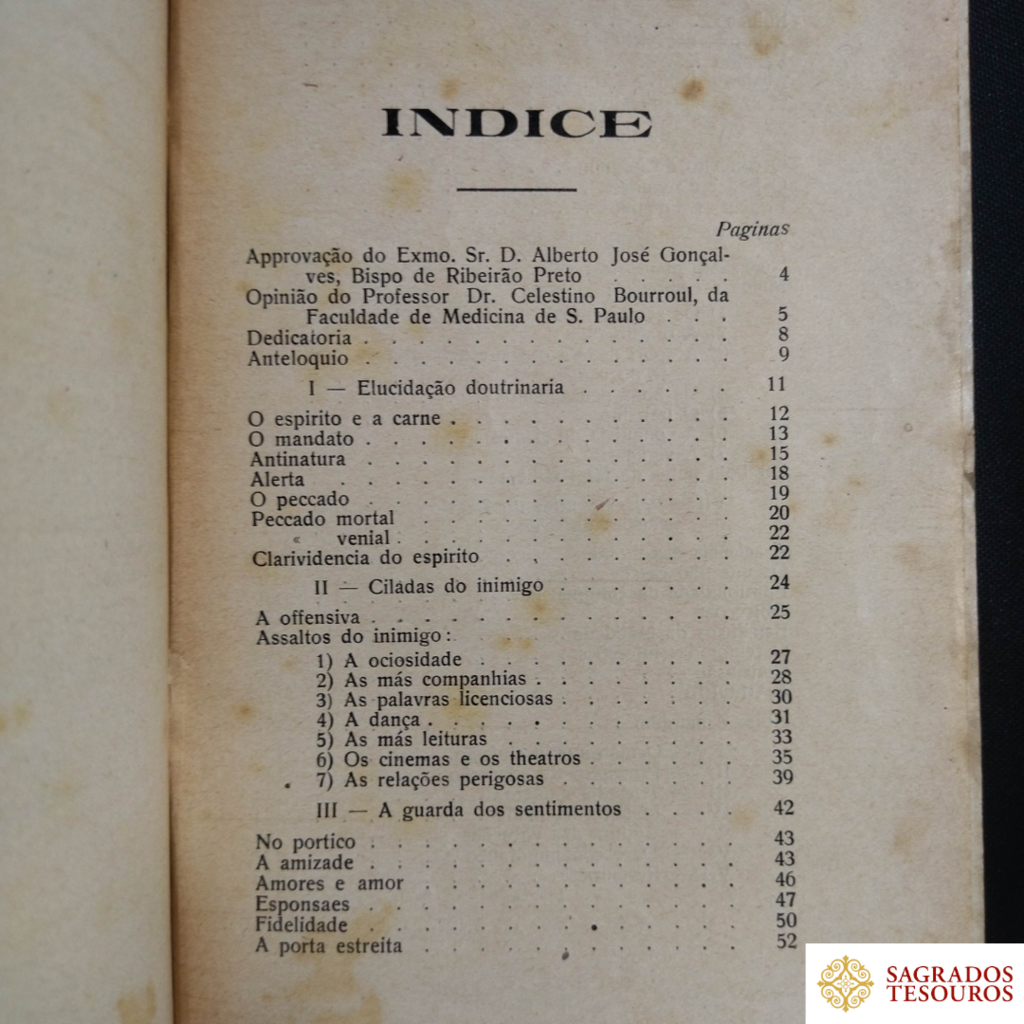 INDICE
Paginas
Approvação do Exmo. Sr. D. Alberto José Gonçal-
ves, Bispo de Ribeirão Preto . . . . . 4
Opinião do Professor Dr. Celestino Bourroul, da
Faculdade de Medicina de S. Paulo . . . 5
Dedicatoria . . . . . . . . . . . . . . 8
Anteloquio . . . . . . . . . . . . . . 9
I — Elucidação doutrinaria . . . . . . 11
O espirito e a carne . . . . . . . . . . . 12
O mandato . . . . . . . . . . . . . . 13
Antinatura . . . . . . . . . . . . . . 15
Alerta . . . . . . . . . . . . . . . 18
O peccado . . . . . . . . . . . . . . 19
Peccado mortal . . . . . . . . . . . . 20
« venial . . . . . . . . . . . . . 22
Clarividencia do espirito . . . . . . . . . 22
II — Ciladas do inimigo . . . . . . . 24
A offensiva . . . . . . . . . . . . . . 25
Assaltos do inimigo :
1) A ociosidade . . . . . . . . . . 27
2) As más companhias . . . . . . . . 28
3) As palavras licenciosas . . . . . . . 30
4) A dança . . . . . . . . . . . . 31
5) As más leituras . . . . . . . . . 33
6) Os cinemas e os theatros . . . . . . 35
7) As relações perigosas . . . . . . . 39
III — A guarda dos sentimentos . . . . 42
No portico . . . . . . . . . . . . . . 43
A amizade . . . . . . . . . . . . . . 43
Amores e amor . . . . . . . . . . . . 46
Esponsaes . . . . . . . . . . . . . . 47
Fidelidade . . . . . . . . . . . . . . 50
A porta estreita . . . . . . . . . . . . 52
SAGRADOS
TESOUROS